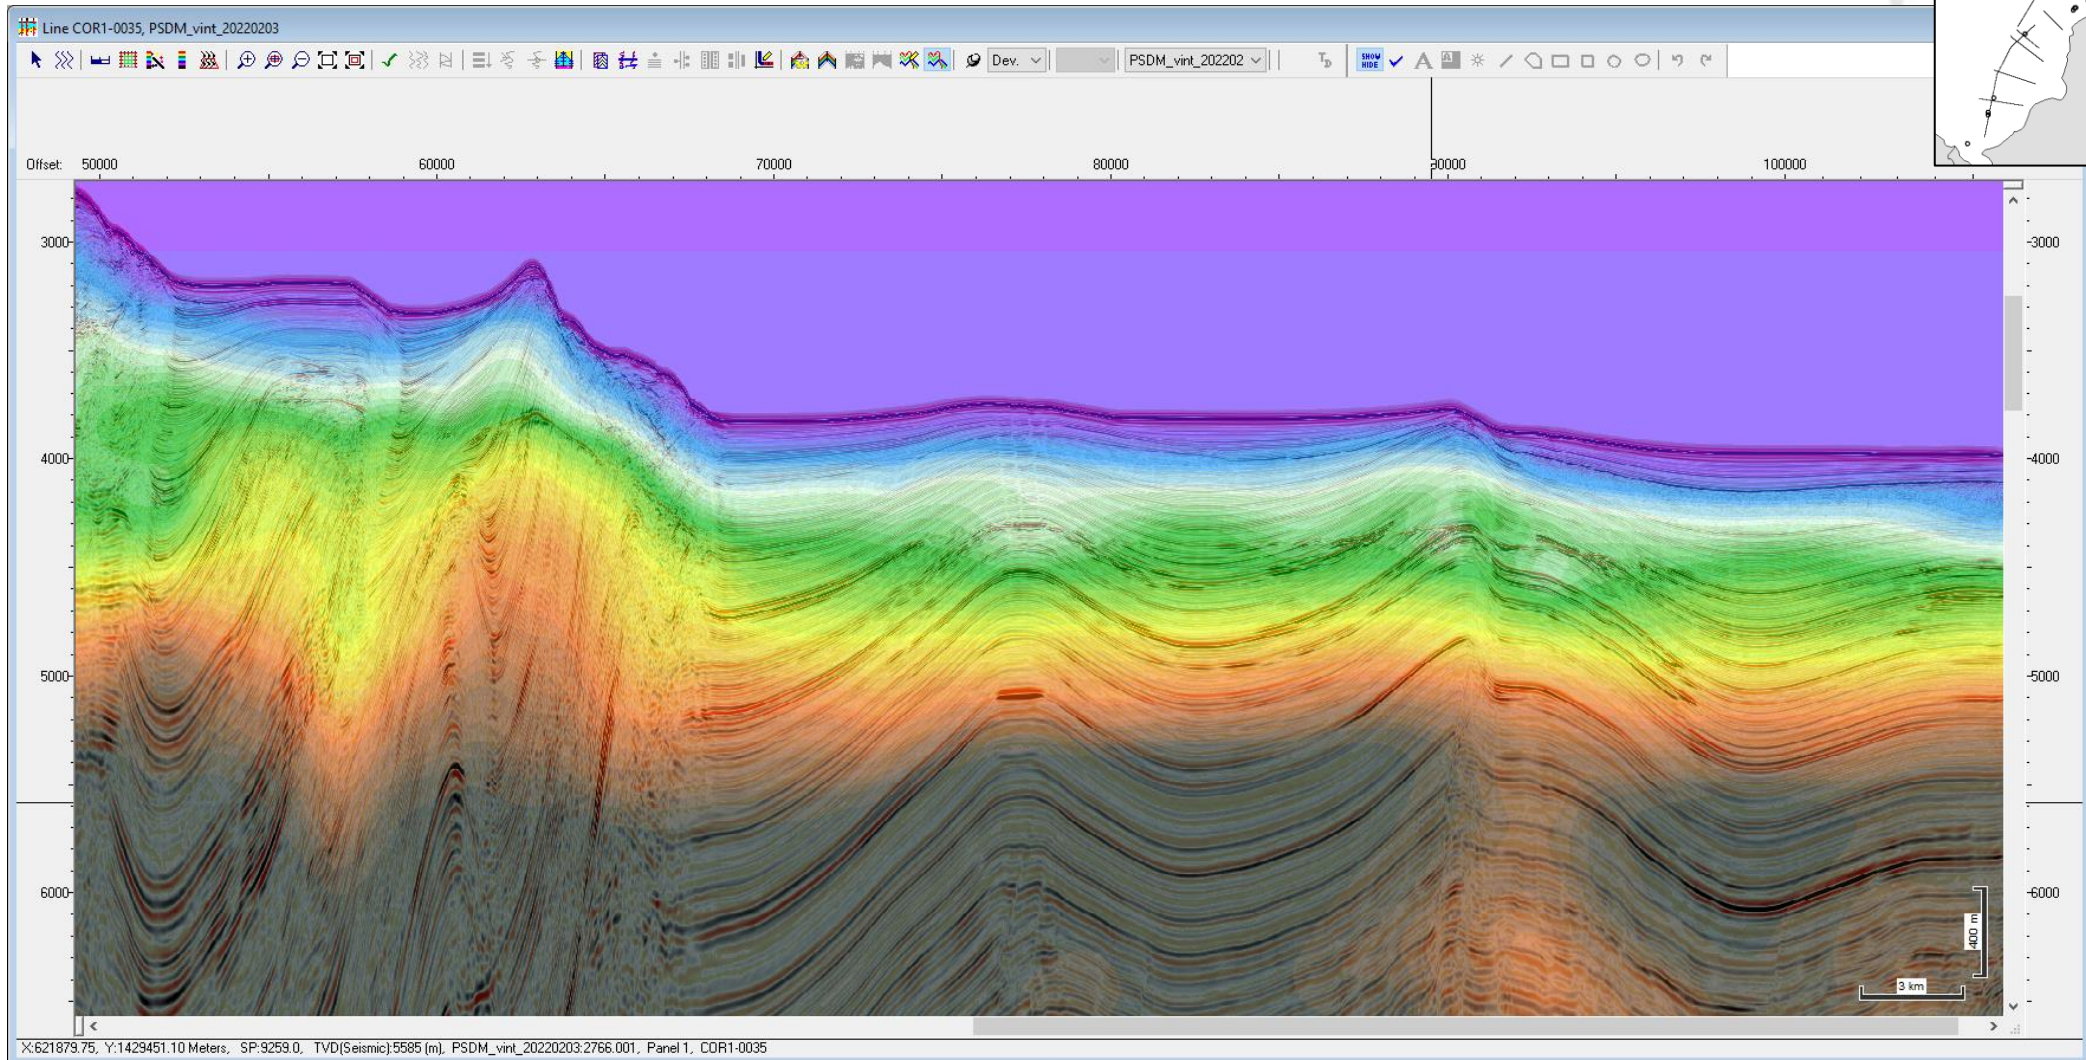 Line COR1-0035, PSDM_vint_20220203
Dev.
PSDM_vint_202202
T D
SHOW
HIDE
A
A
Offset: 50000 60000 70000 80000 90000 100000
3000 3000
4000 4000
5000 5000
6000 6000
400 m
3 km
X:621879.75, Y:1429451.10 Meters, SP:9259.0, TVD(Seismic):5585 (m), PSDM_vint_20220203:2766.001, Panel 1, COR1-0035